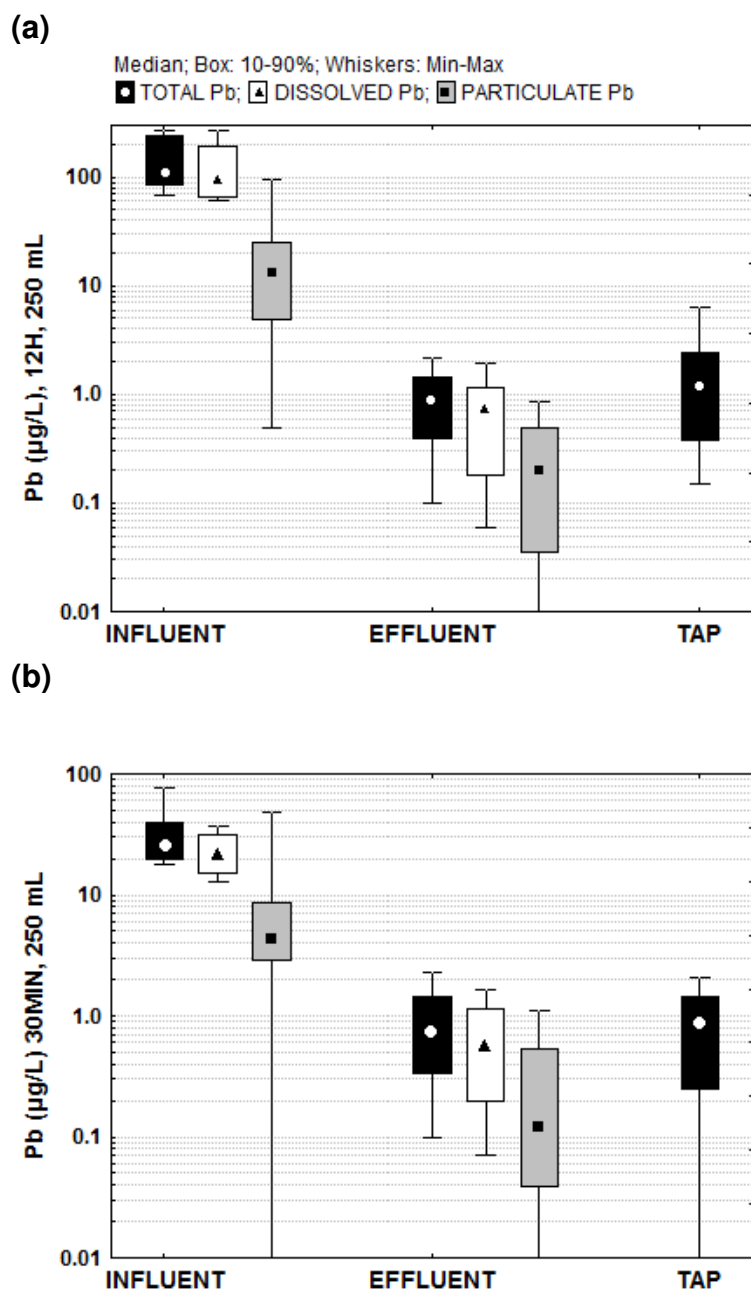 (a)
Median; Box: 10-90%; Whiskers: Min-Max
TOTAL Pb; DISSOLVED Pb; PARTICULATE Pb
Pb (µg/L), 12H, 250 mL
100
10
1.0
0.1
0.01
INFLUENT EFFLUENT TAP
(b)
Pb (µg/L) 30MIN, 250 mL
100
10
1.0
0.1
0.01
INFLUENT EFFLUENT TAP